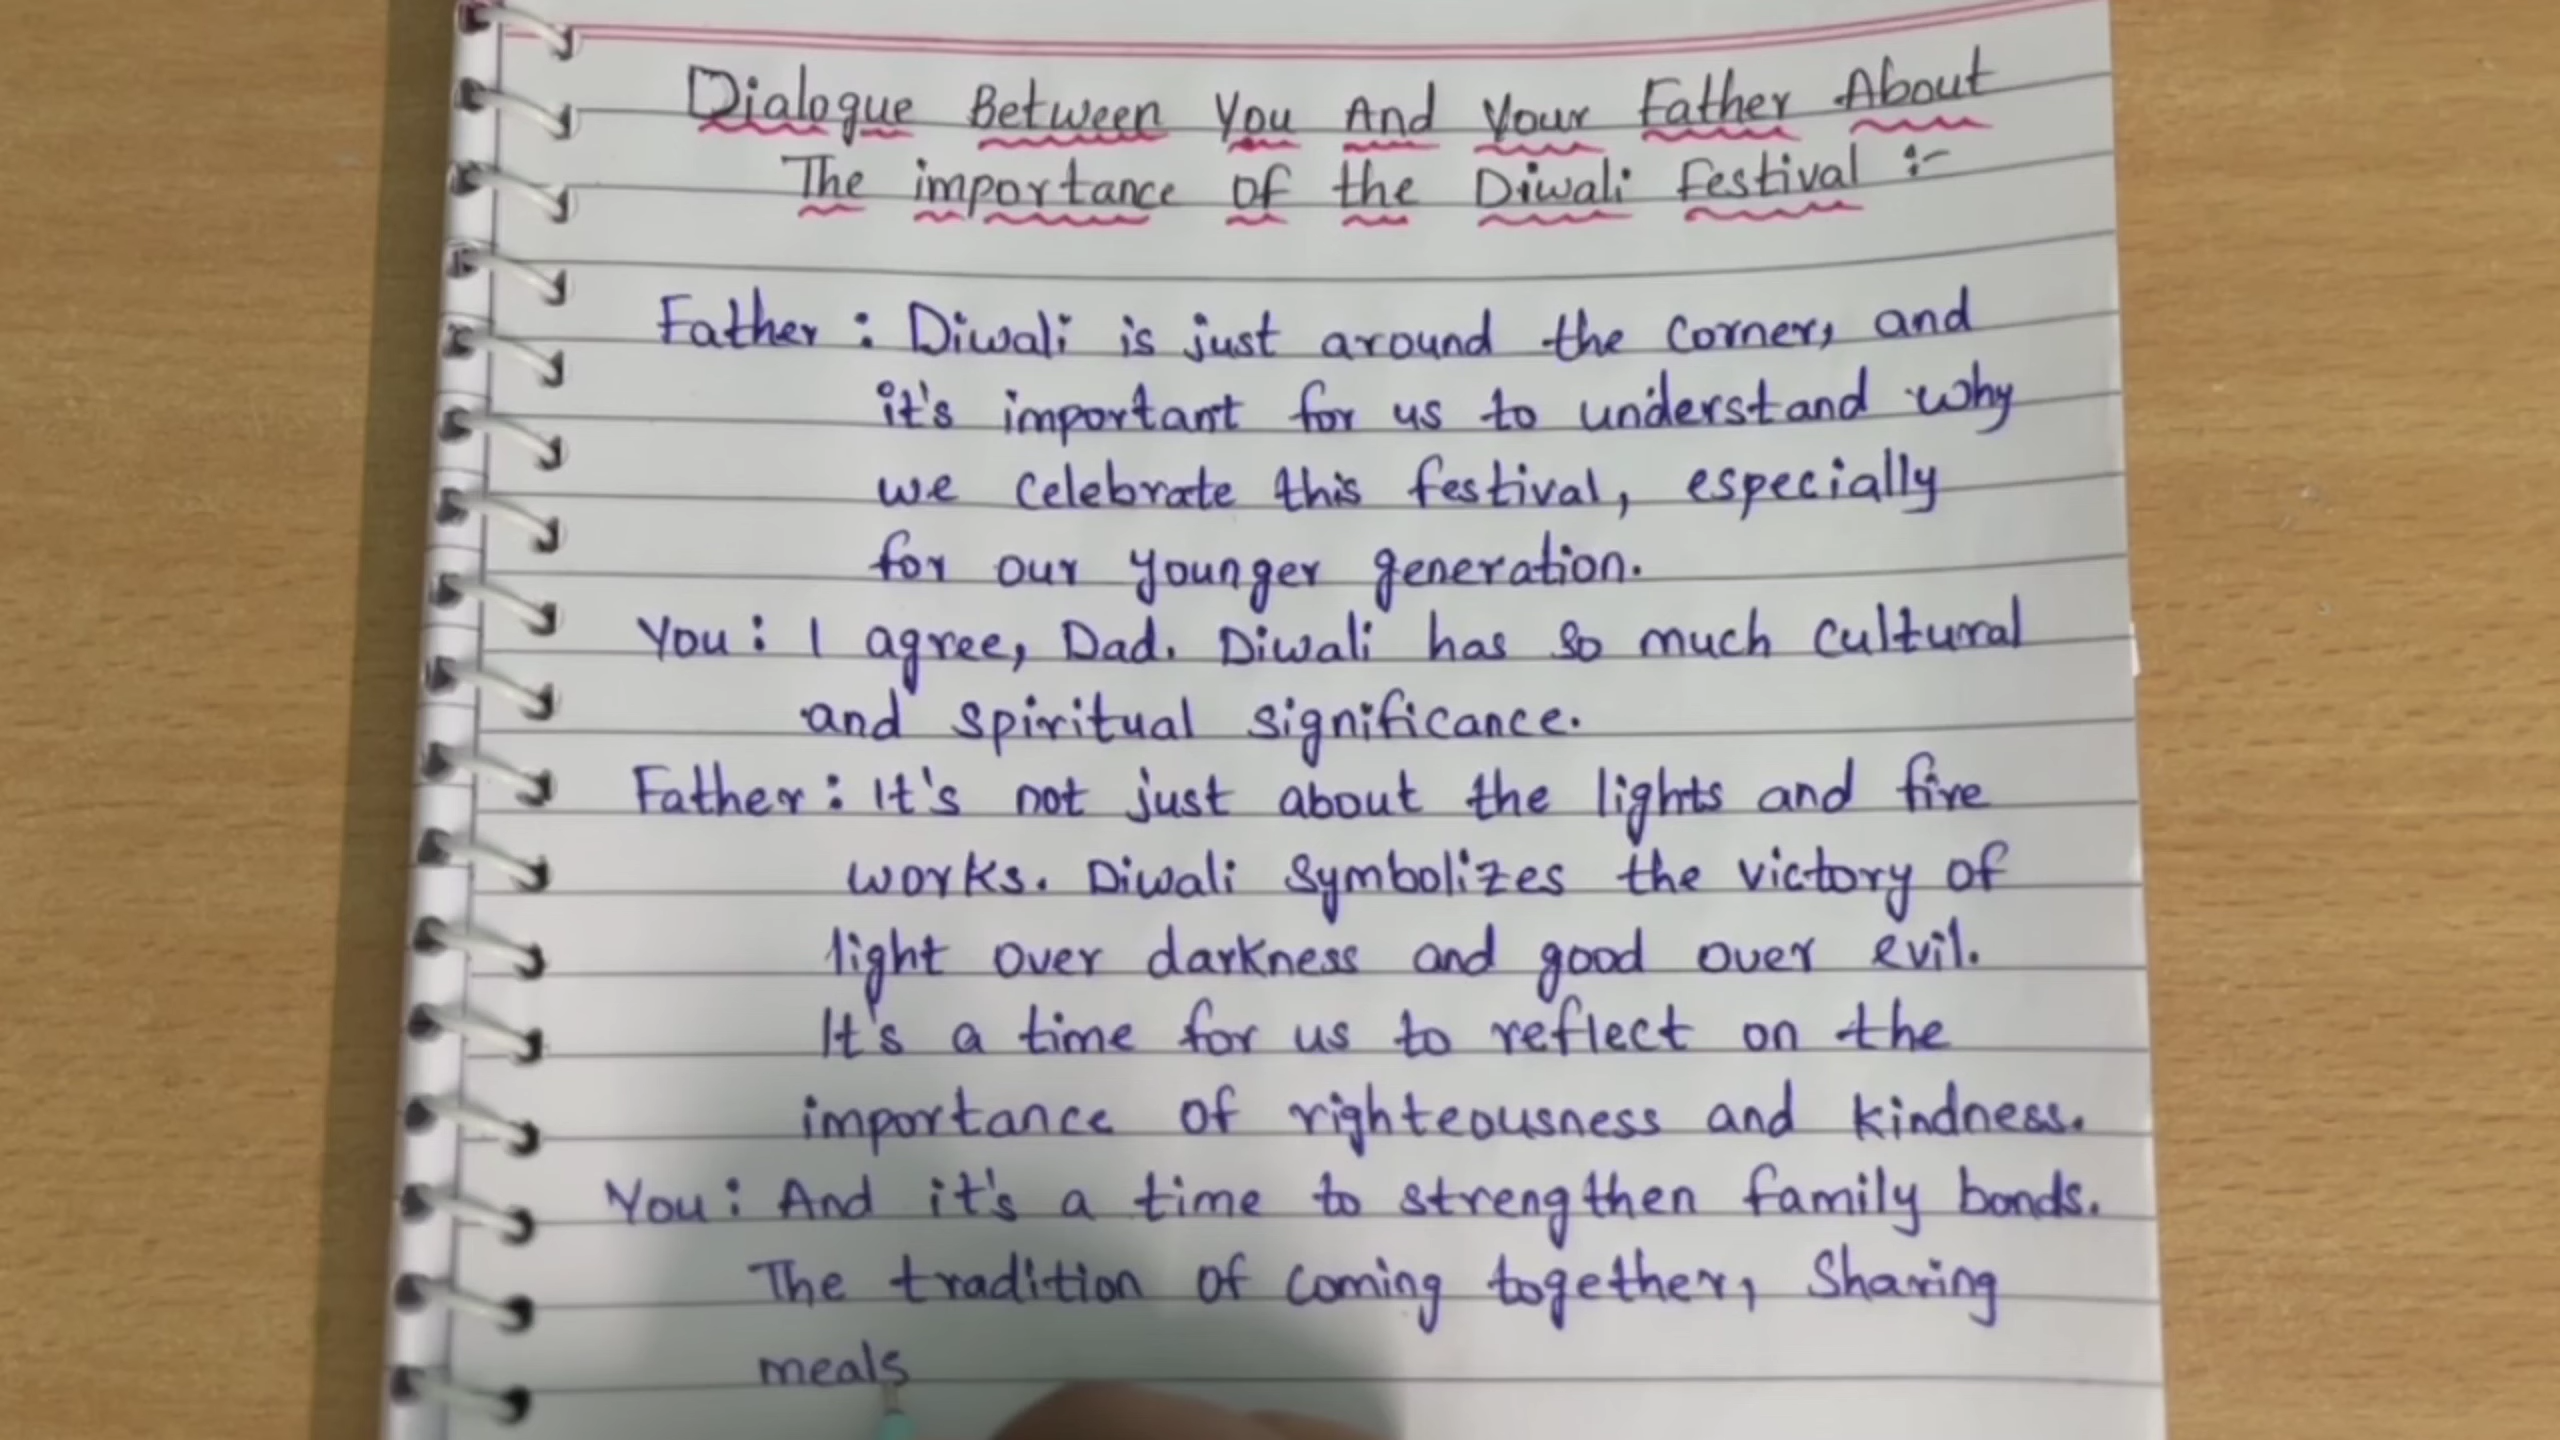 Dialogue Between You And Your Father About
The importance of the Diwali Festival :-
Father : Diwali is just around the corner, and
it's important for us to understand why
we celebrate this festival, especially
for our younger generation.
You : I agree, Dad. Diwali has so much cultural
and spiritual significance.
Father : It's not just about the lights and fire
works. Diwali symbolizes the victory of
light over darkness and good over evil.
It's a time for us to reflect on the
importance of righteousness and kindness.
You : And it's a time to strengthen family bonds.
The tradition of coming together, sharing
meals